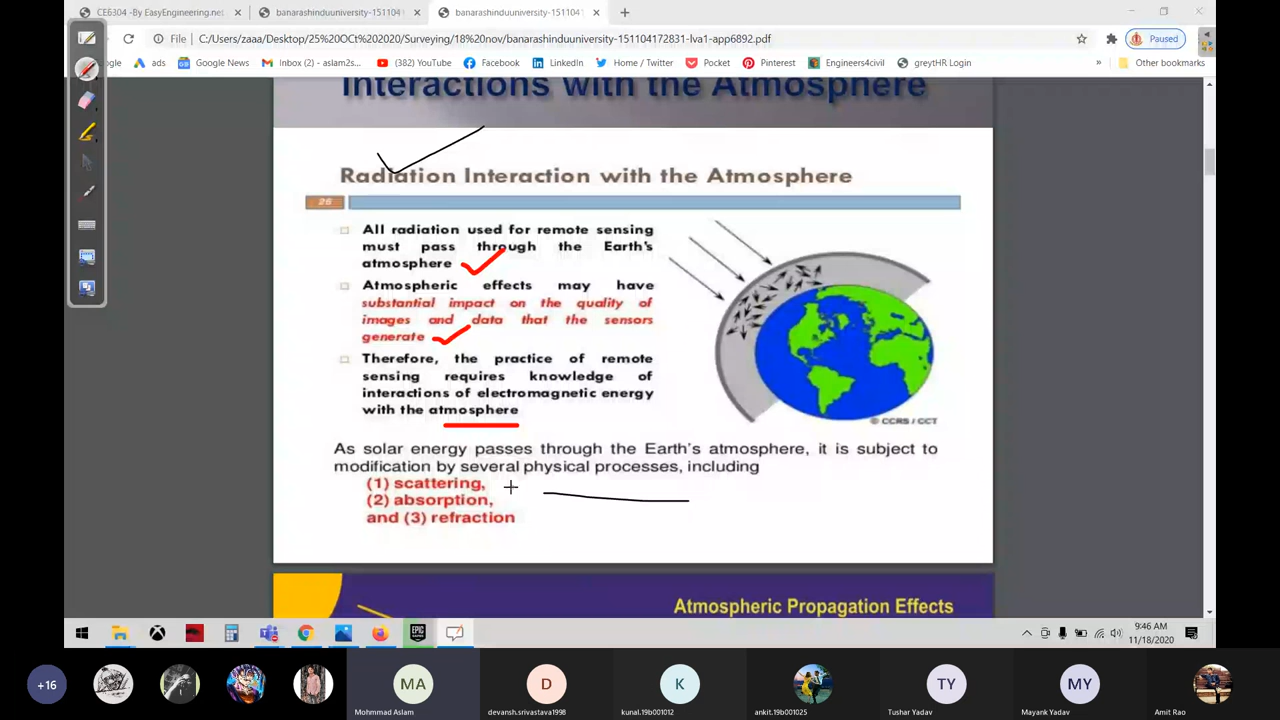 CE6304 -By EasyEngineering.net
banarashinduuniversity-151104
banarashinduuniversity-151104
File
C:/Users/zaaa/Desktop/25%20OCt%202020/Surveying/18%20nov/banarashinduuniversity-151104172831-lva1-app6892.pdf
Paused
Google
ads
Google News
Inbox (2) - aslam2s...
(382) YouTube
Facebook
LinkedIn
Home / Twitter
Pocket
Pinterest
Engineers4civil
greytHR Login
»
Other bookmarks
Interactions with the Atmosphere
Radiation Interaction with the Atmosphere
26
All radiation used for remote sensing
must pass through the Earth's
atmosphere
Atmospheric effects may have
substantial impact on the quality of
images and data that the sensors
generate
Therefore, the practice of remote
sensing requires knowledge of
interactions of electromagnetic energy
with the atmosphere
© CCRS / CCT
As solar energy passes through the Earth's atmosphere, it is subject to
modification by several physical processes, including
(1) scattering,
(2) absorption,
and (3) refraction
Atmospheric Propagation Effects
EPIC
9:46 AM
11/18/2020
+16
MA
Mohmmad Aslam
D
devansh.srivastava1998
K
kunal.19b001012
ankit.19b001025
TY
Tushar Yadav
MY
Mayank Yadav
Amit Rao